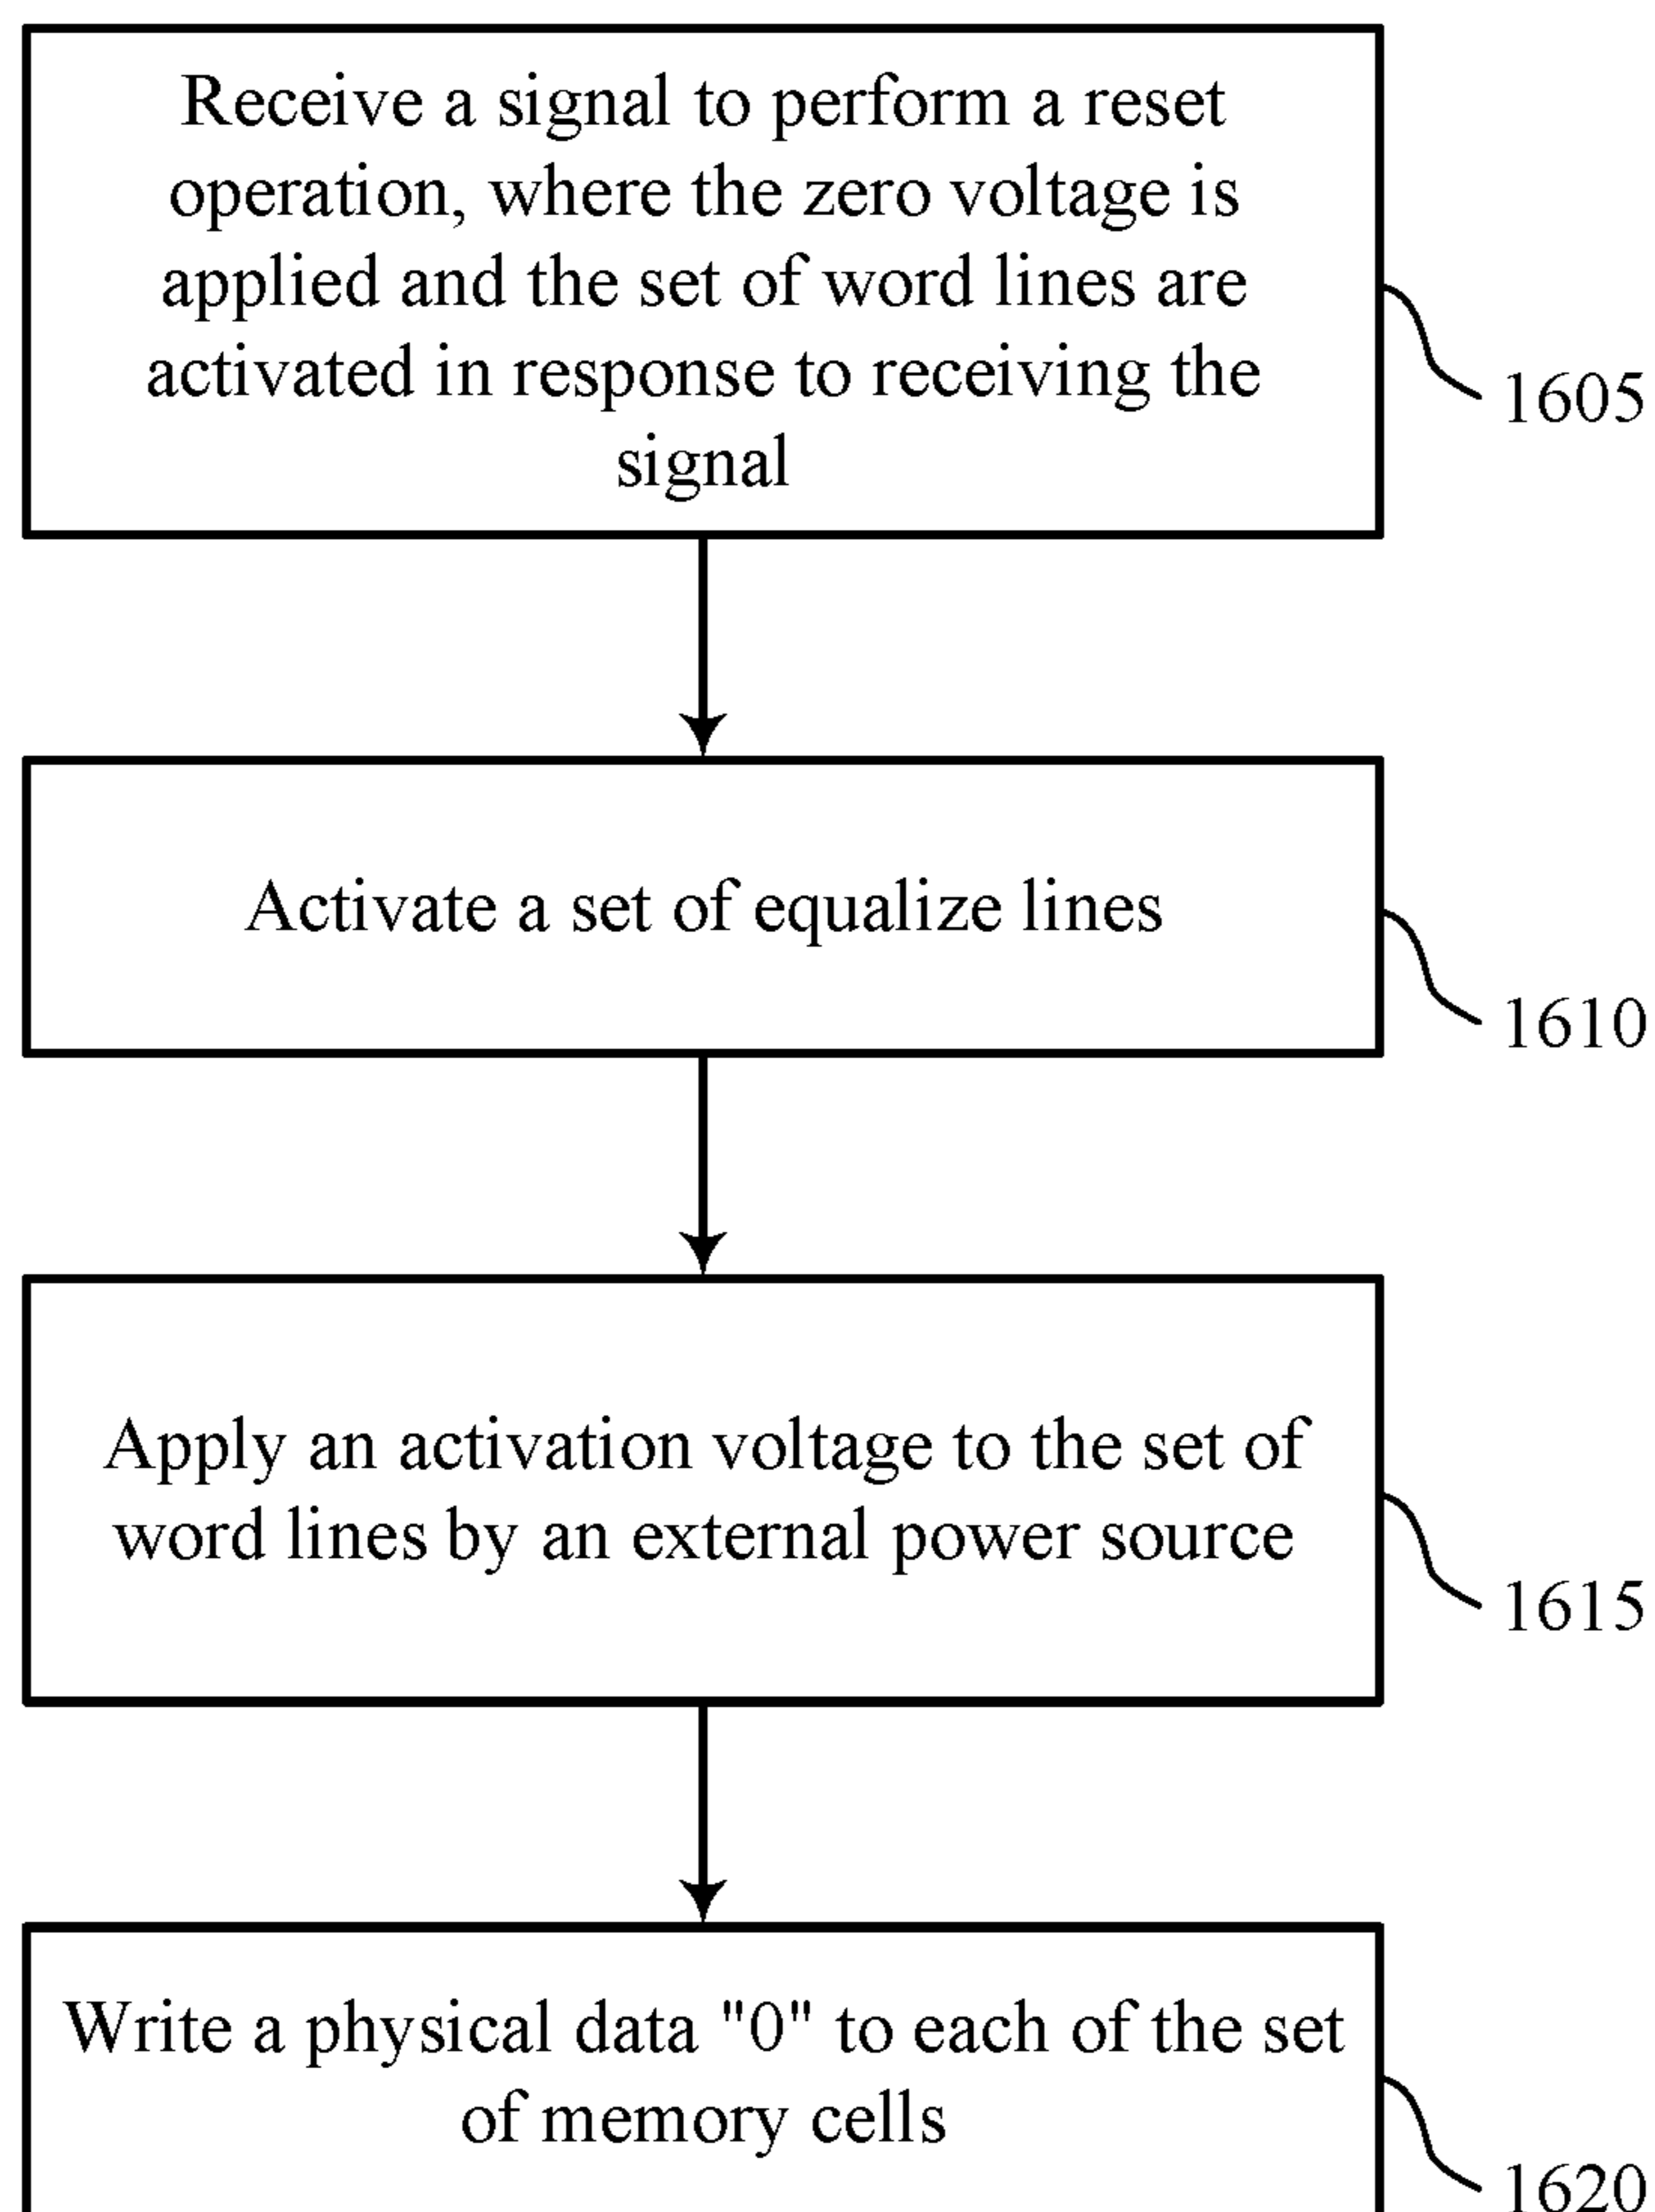 Receive a signal to perform a reset
operation, where the zero voltage is
applied and the set of word lines are
activated in response to receiving the
signal
1605
Activate a set of equalize lines
1610
Apply an activation voltage to the set of
word lines by an external power source
1615
Write a physical data "0" to each of the set
of memory cells
1620